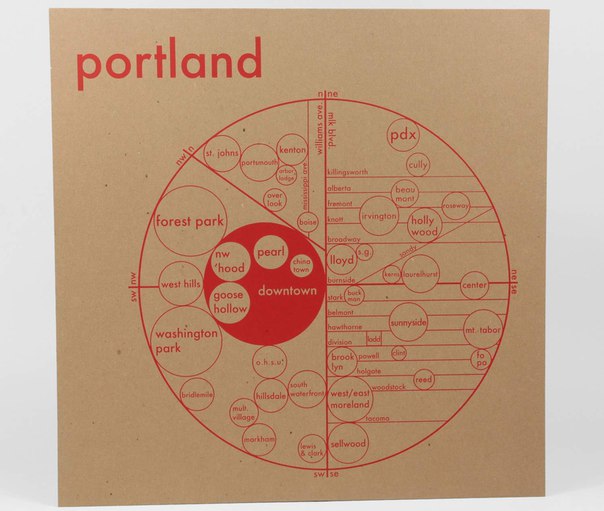 portland
n
ne
williams ave.
mlk blvd.
nw
n
st. johns
portsmouth
kenton
arbor
lodge
over
look
mississippi ave
boise
pdx
cully
killingsworth
alberta
beau
mont
fremont
roseway
irvington
knott
holly
wood
broadway
forest park
nw
'hood
pearl
china
town
lloyd
s.g.
sandy
kerns
laurelhurst
burnside
sw
nw
west hills
goose
hollow
downtown
ne
se
center
stark
buck
man
belmont
sunnyside
hawthorne
mt. tabor
ladd
division
washington
park
o.h.s.u.
brook
lyn
powell
clint
fo
po
holgate
reed
woodstock
bridlemile
hillsdale
south
waterfront
west/east
moreland
mult.
village
tacoma
markham
lewis
& clark
sellwood
sw
se